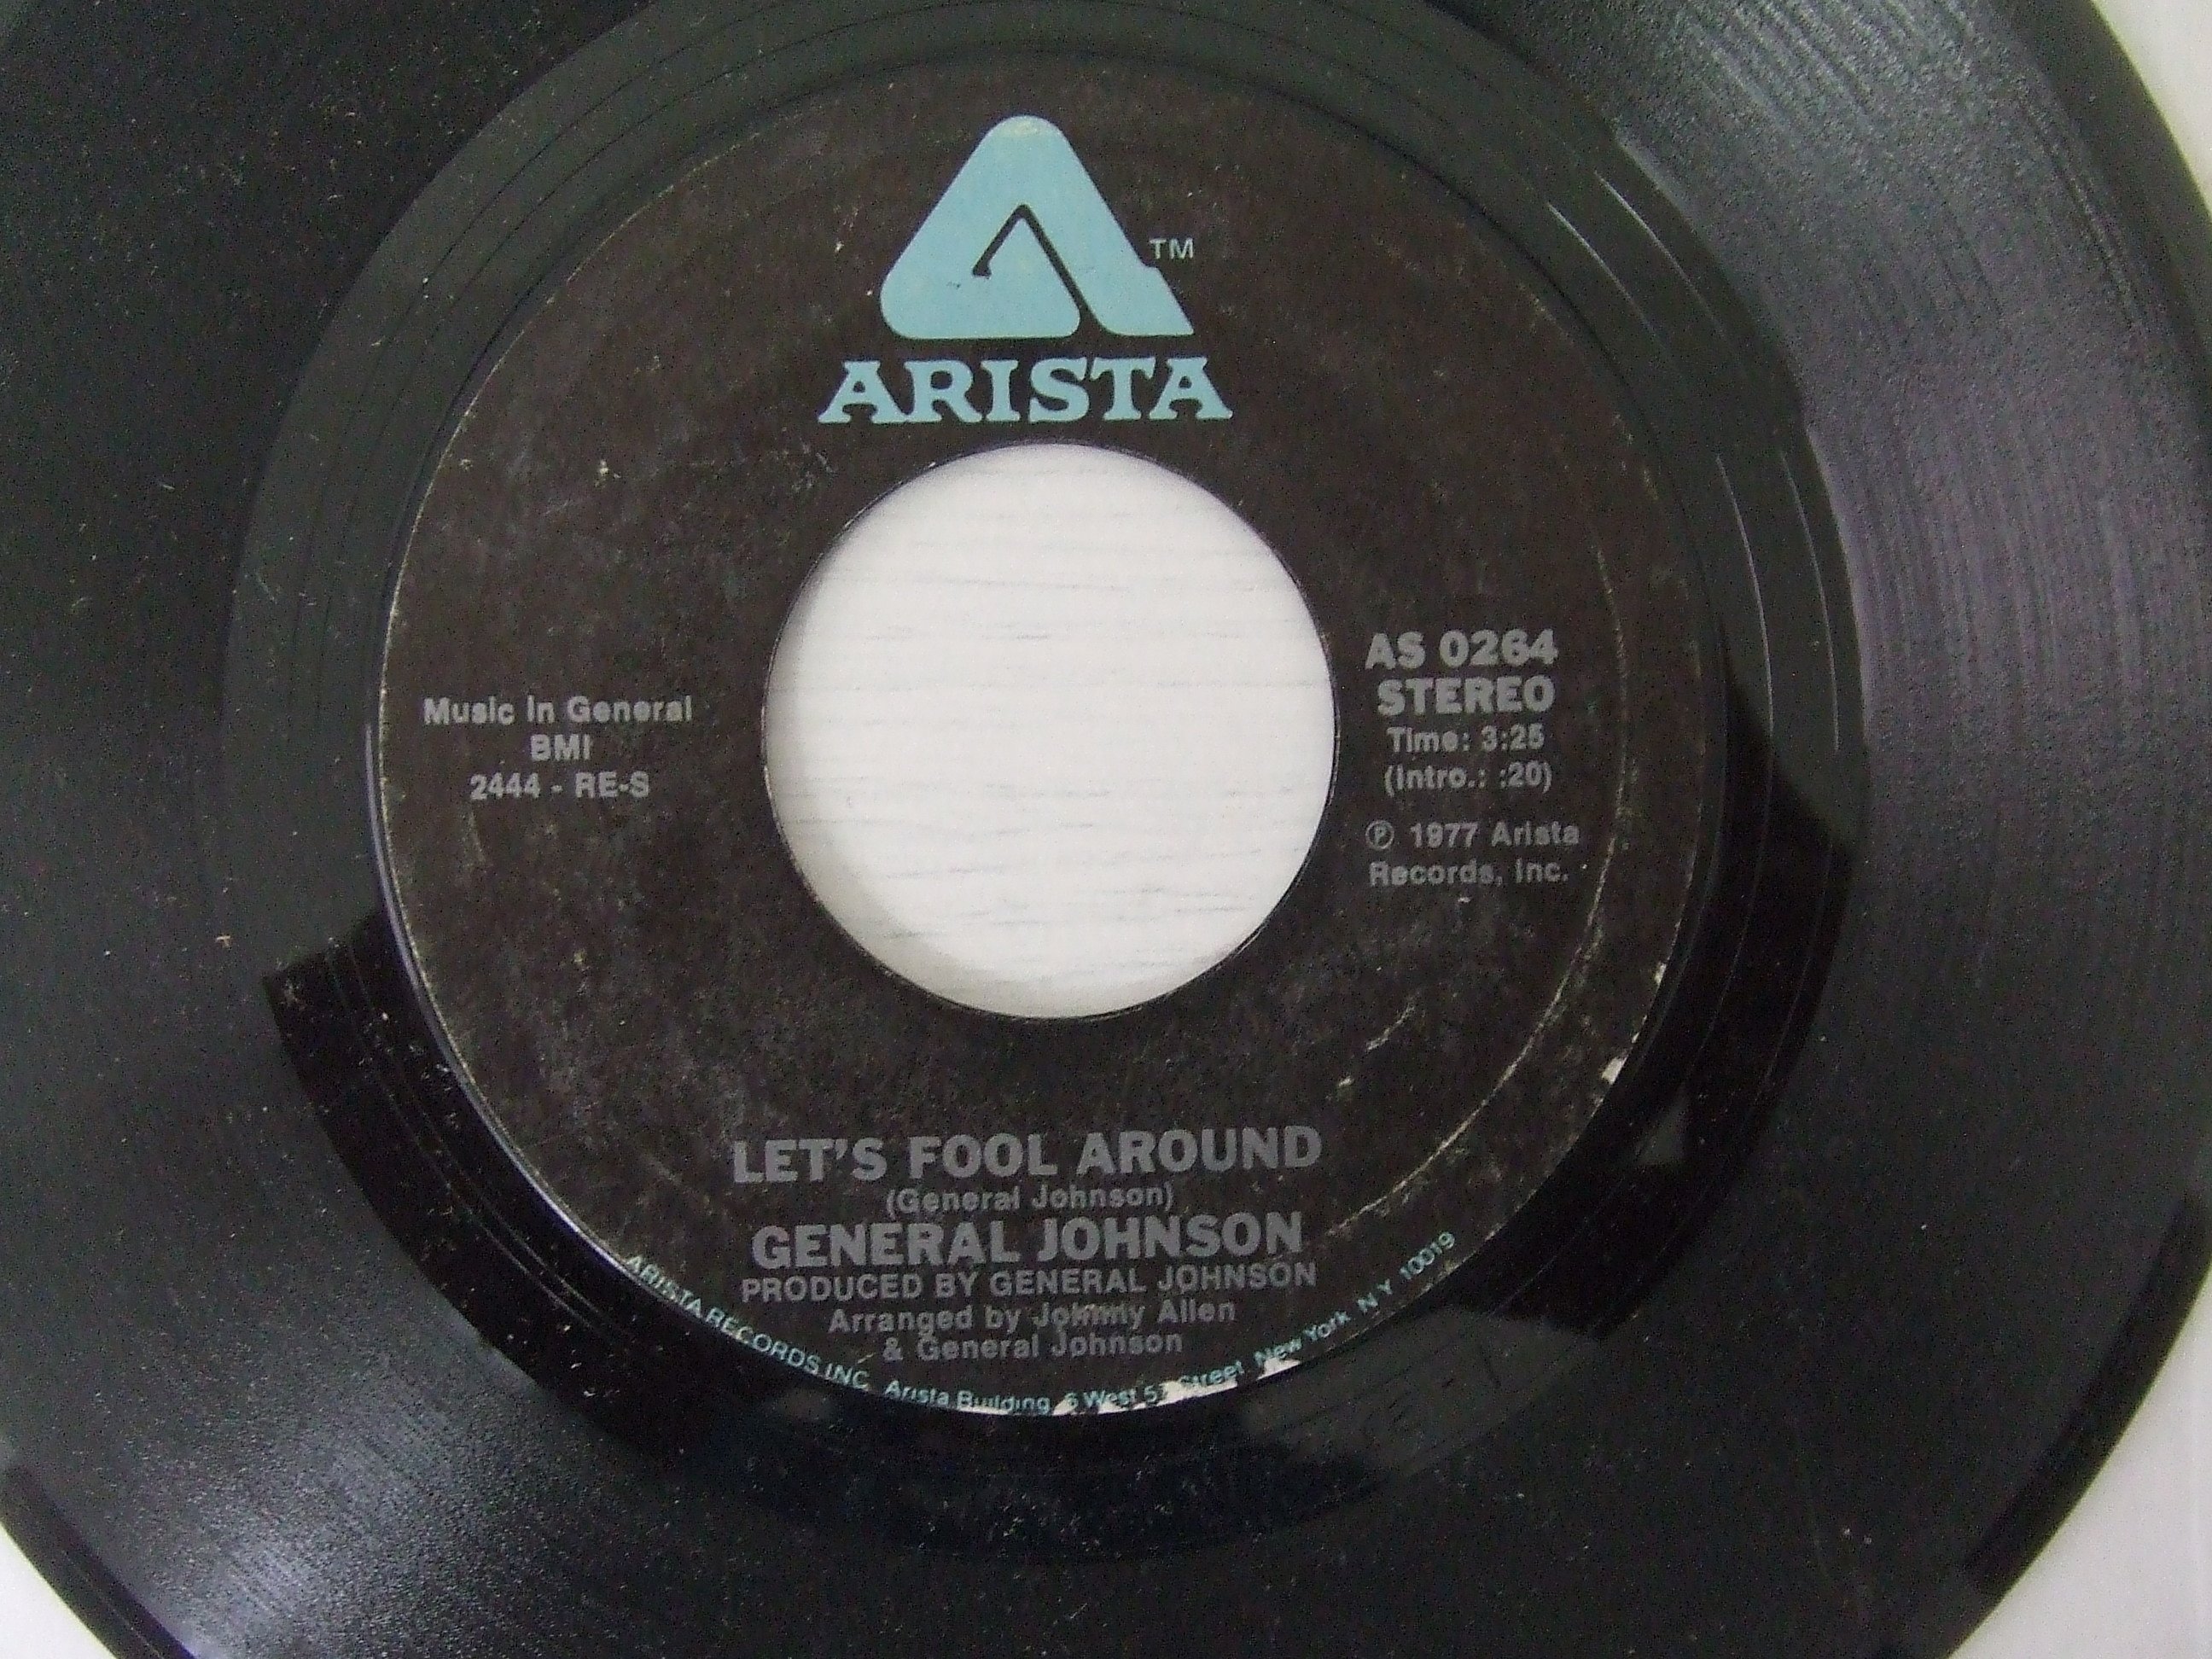 TM
ARISTA
Music In General
BMI
2444 - RE-S
AS 0264
STEREO
Time: 3:25
(Intro.: :20)
℗ 1977 Arista
Records, Inc.
LET'S FOOL AROUND
(General Johnson)
GENERAL JOHNSON
PRODUCED BY GENERAL JOHNSON
Arranged by Johnny Allen
& General Johnson
ARISTA RECORDS INC. Arista Building 6 West 57 Street New York N Y 10019